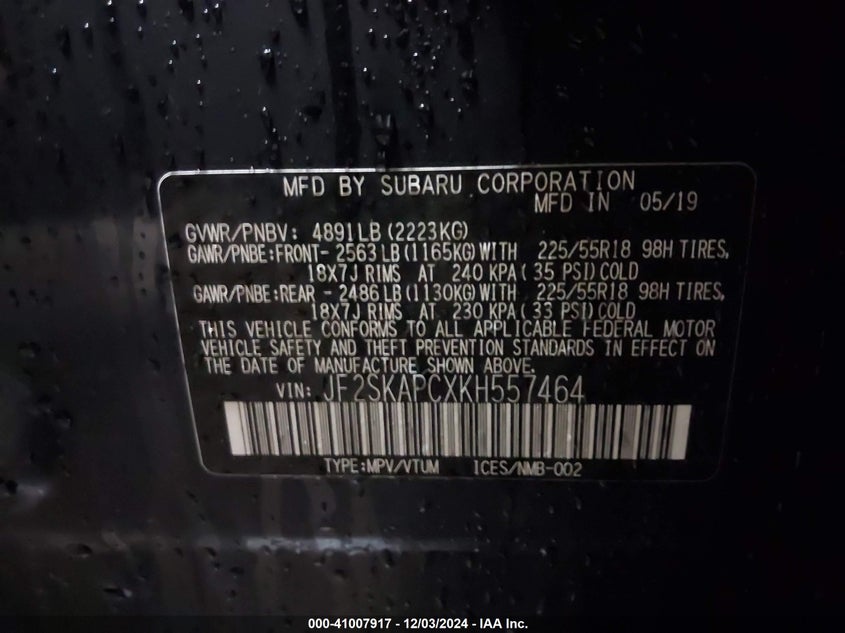 MFD BY SUBARU CORPORATION
MFD IN 05/19
GVWR/PNBV: 4891LB (2223KG)
GAWR/PNBE:FRONT- 2563LB(1165KG)WITH 225/55R18 98H TIRES,
18X7J RIMS AT 240 KPA(35 PSI)COLD
GAWR/PNBE:REAR - 2486LB(1130KG)WITH 225/55R18 98H TIRES,
18X7J RIMS AT 230 KPA(33 PSI)COLD
THIS VEHICLE CONFORMS TO ALL APPLICABLE FEDERAL MOTOR
VEHICLE SAFETY AND THEFT PREVENTION STANDARDS IN EFFECT ON
THE DATE OF MANUFACTURE SHOWN ABOVE.
VIN: JF2SKAPCXKH557464
TYPE:MPV/VTUM ICES/NMB-002
000-41007917 - 12/03/2024 - IAA Inc.